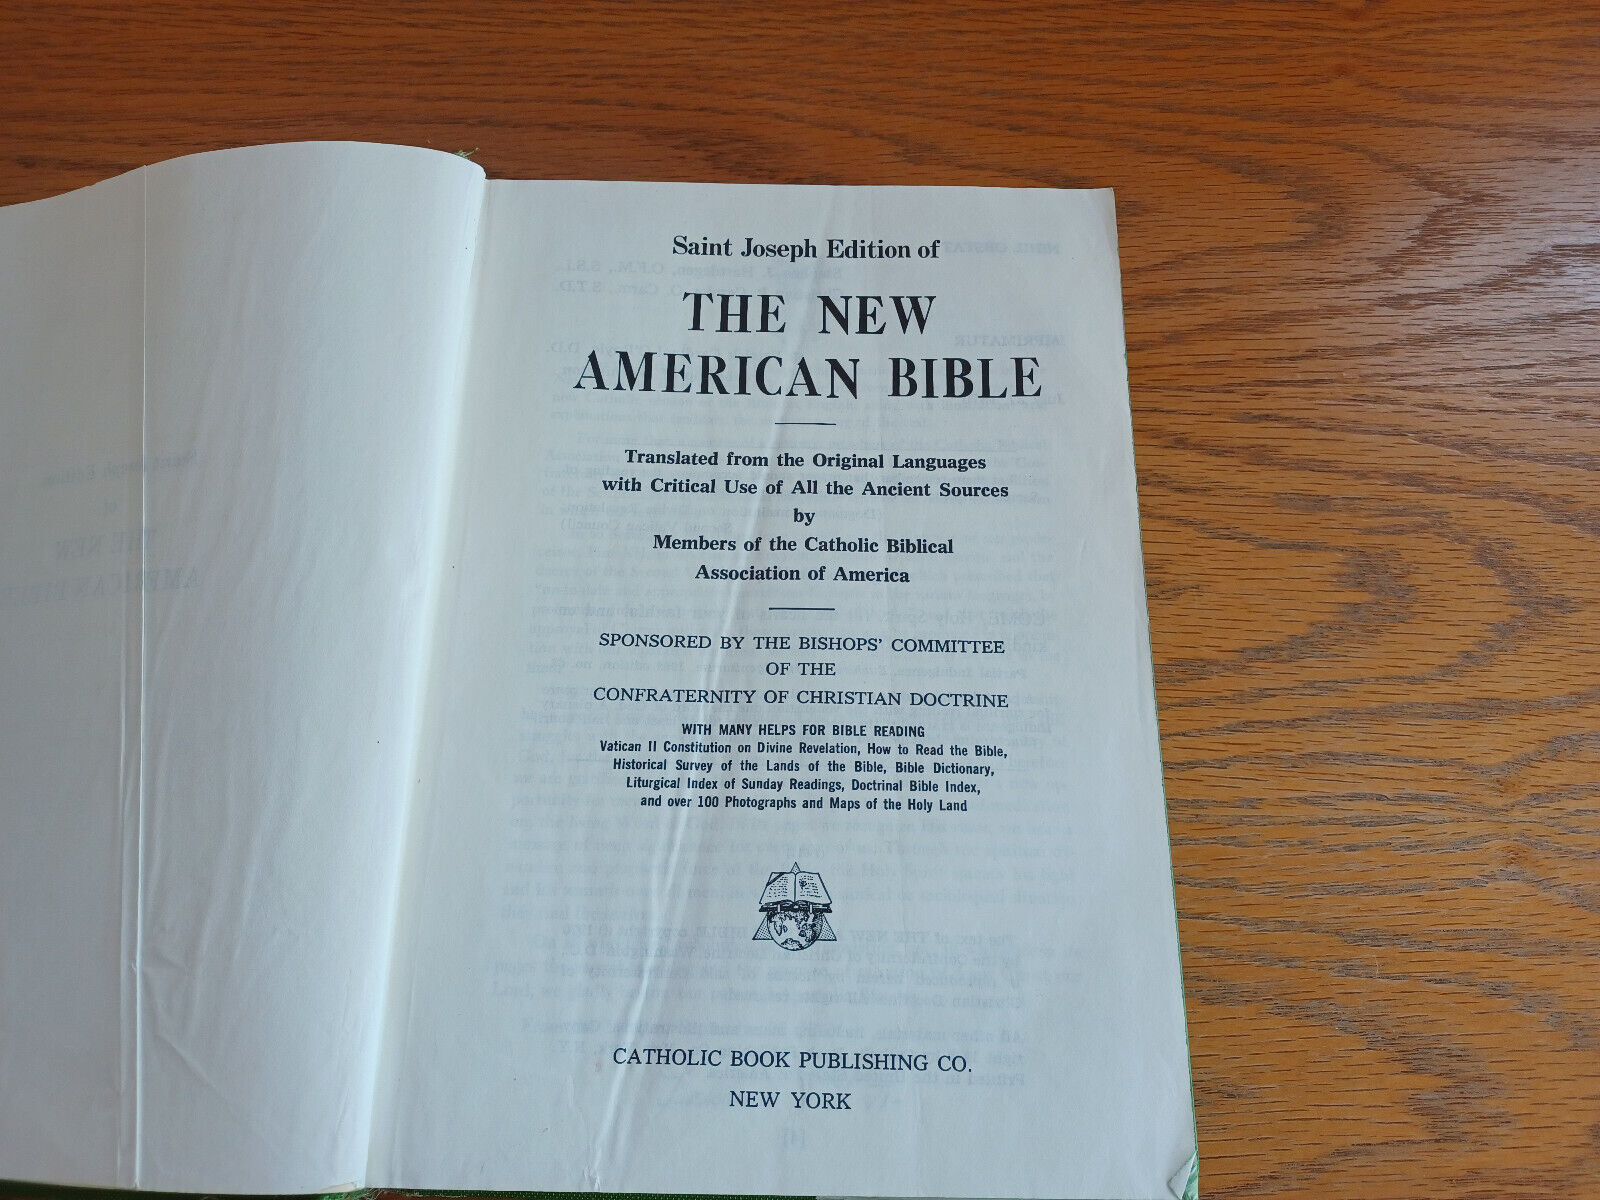 Saint Joseph Edition of
THE NEW
AMERICAN BIBLE
Translated from the Original Languages
with Critical Use of All the Ancient Sources
by
Members of the Catholic Biblical
Association of America
SPONSORED BY THE BISHOPS' COMMITTEE
OF THE
CONFRATERNITY OF CHRISTIAN DOCTRINE
WITH MANY HELPS FOR BIBLE READING
Vatican II Constitution on Divine Revelation, How to Read the Bible,
Historical Survey of the Lands of the Bible, Bible Dictionary,
Liturgical Index of Sunday Readings, Doctrinal Bible Index,
and over 100 Photographs and Maps of the Holy Land
CATHOLIC BOOK PUBLISHING CO.
NEW YORK